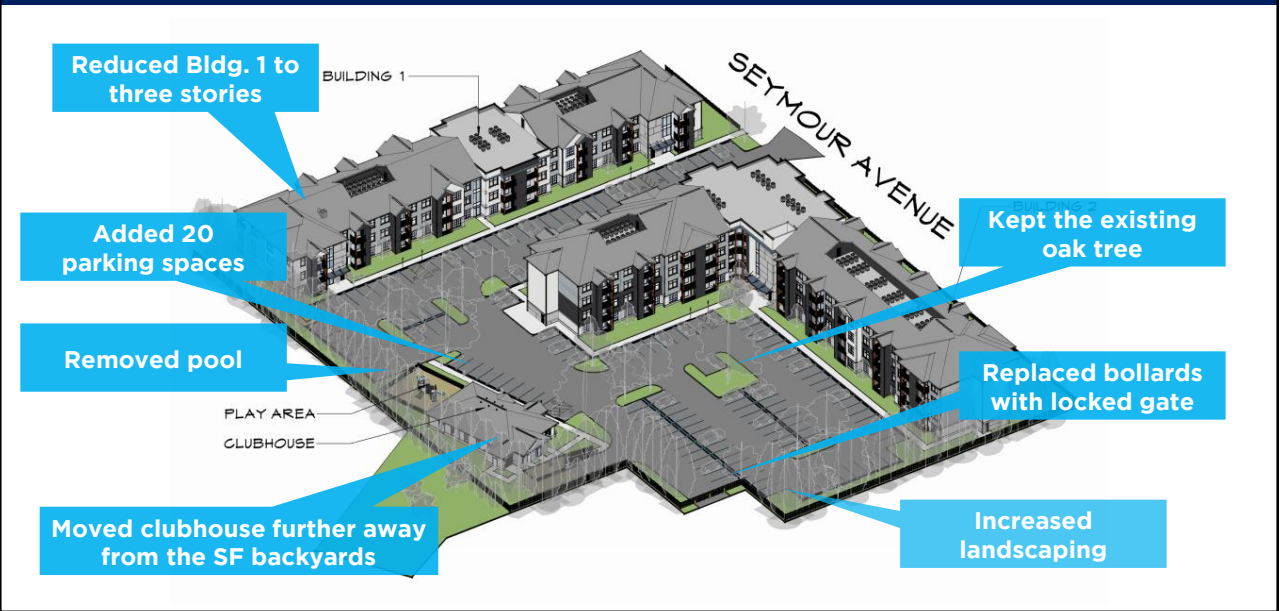 Reduced Bldg. 1 to
three stories
BUILDING 1
SEYMOUR AVENUE
BUILDING 2
Added 20
parking spaces
Kept the existing
oak tree
Removed pool
Replaced bollards
with locked gate
PLAY AREA
CLUBHOUSE
Moved clubhouse further away
from the SF backyards
Increased
landscaping